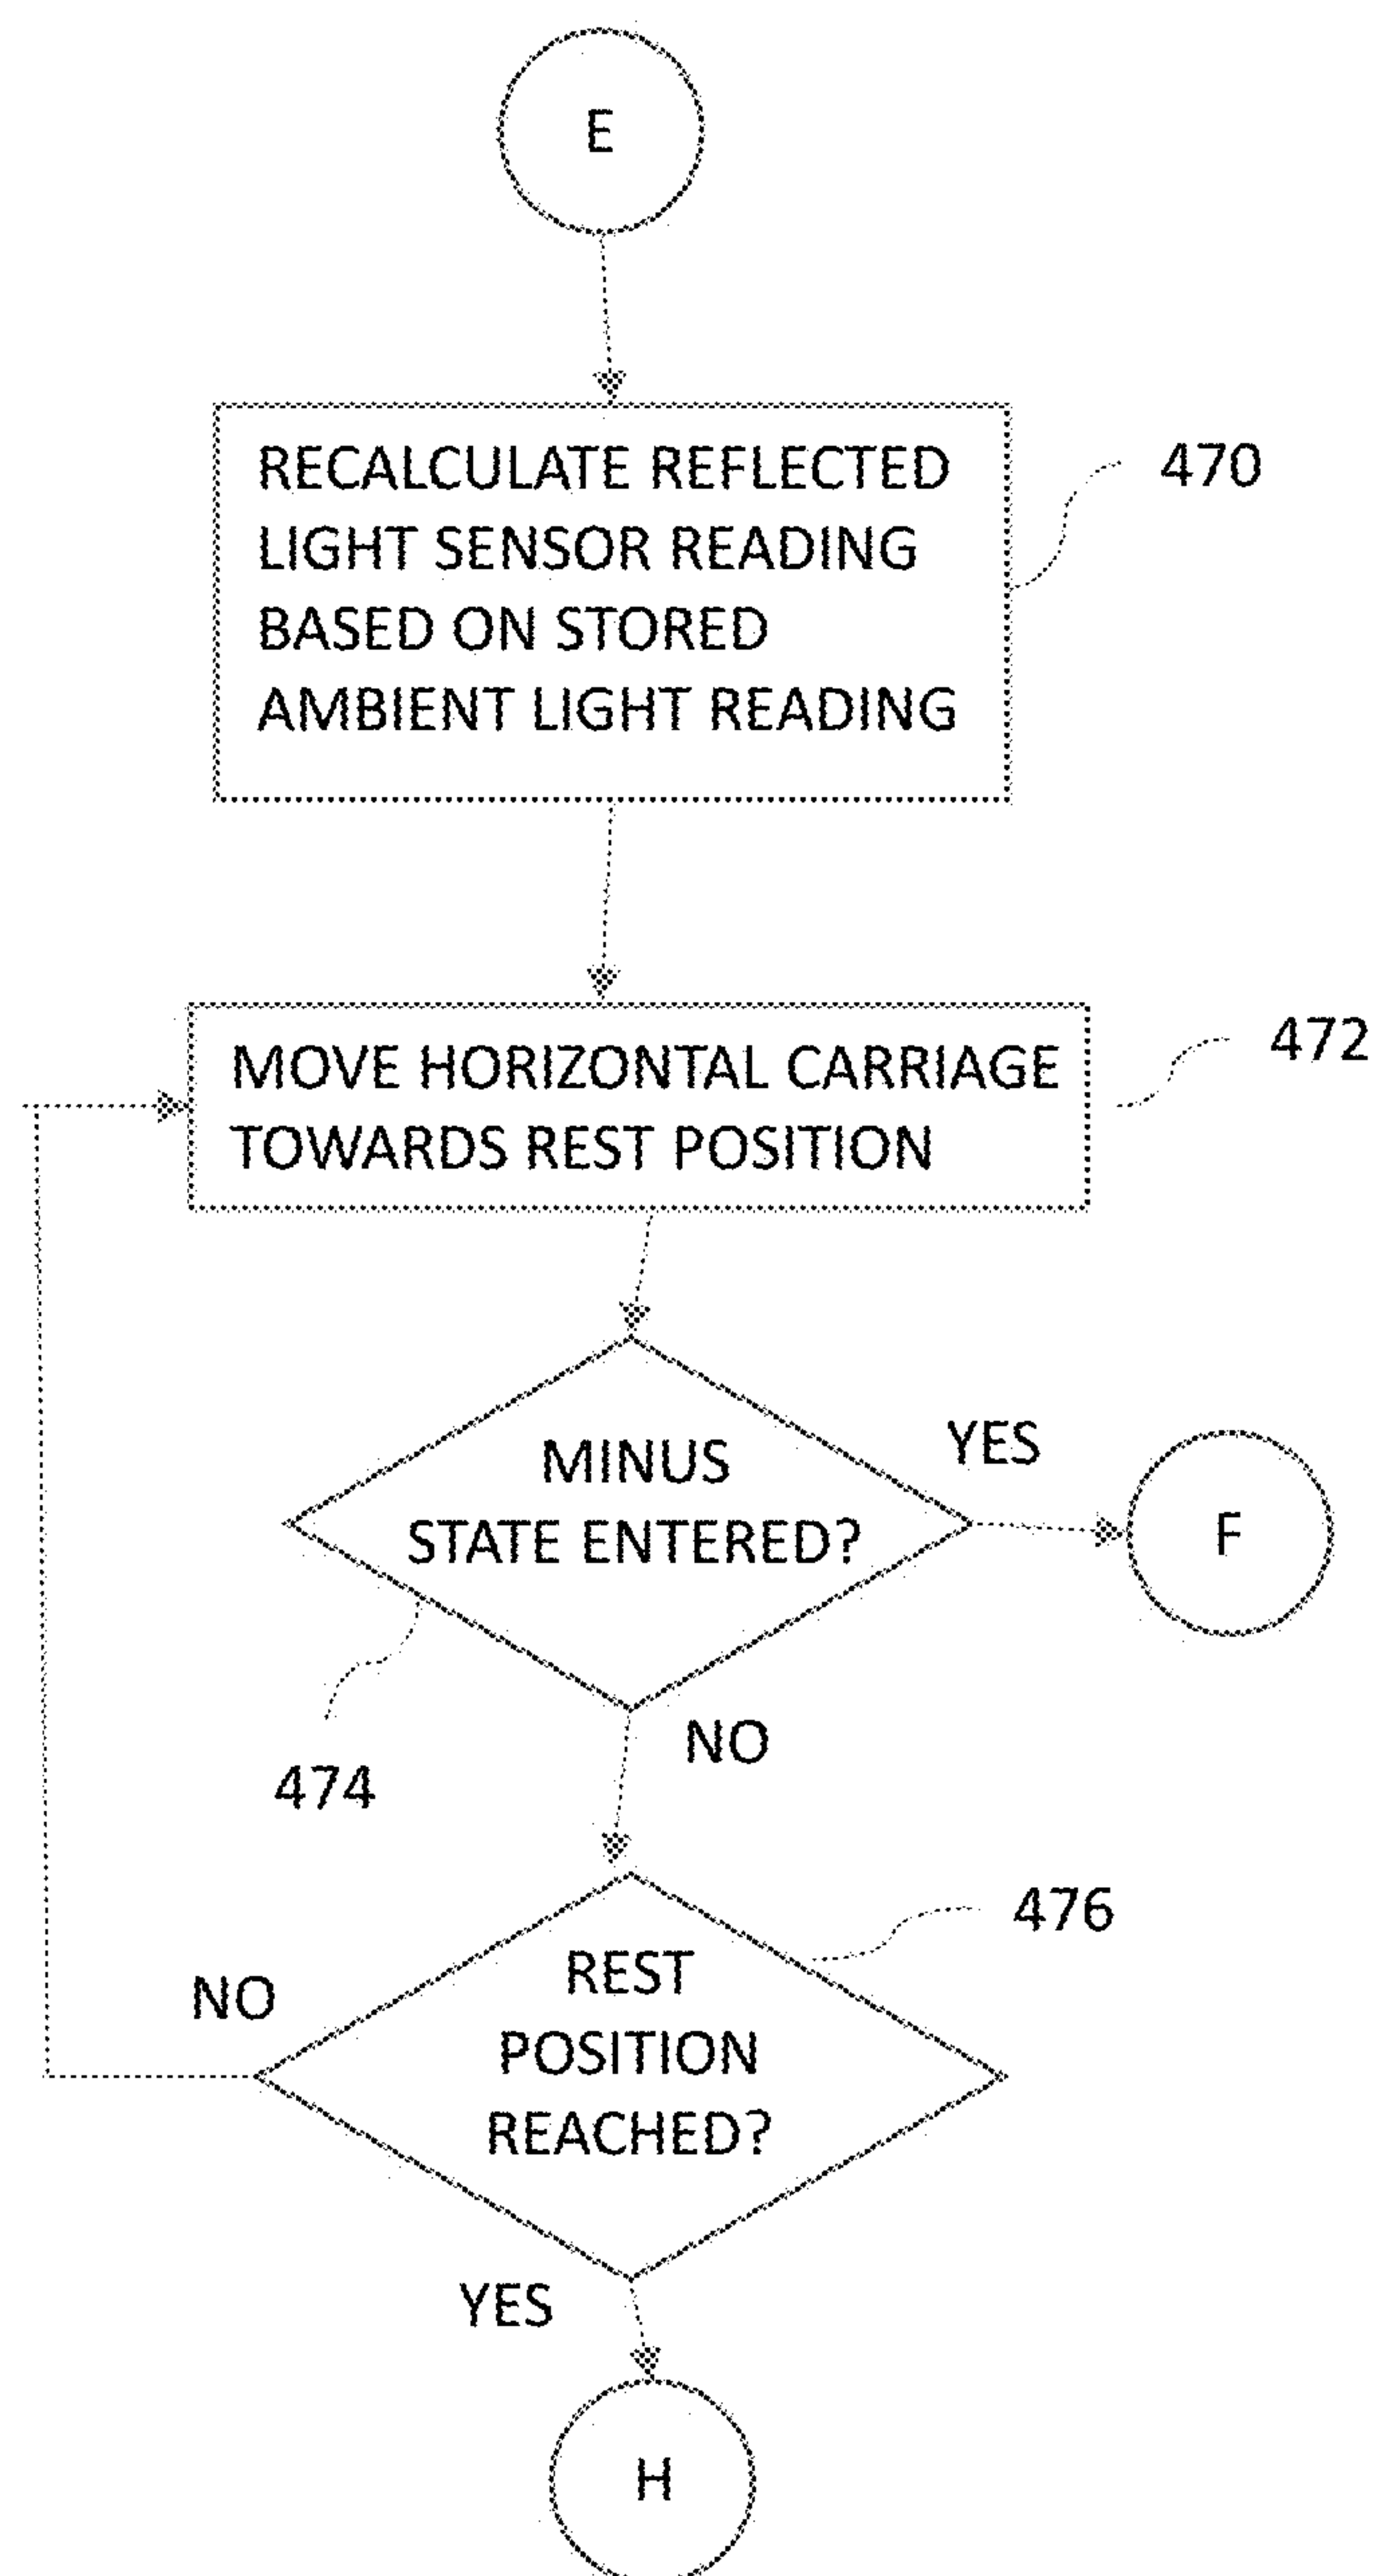 E
RECALCULATE REFLECTED
LIGHT SENSOR READING
BASED ON STORED
AMBIENT LIGHT READING
470
MOVE HORIZONTAL CARRIAGE
TOWARDS REST POSITION
472
MINUS
STATE ENTERED?
YES
F
474
NO
476
REST
POSITION
REACHED?
NO
YES
H